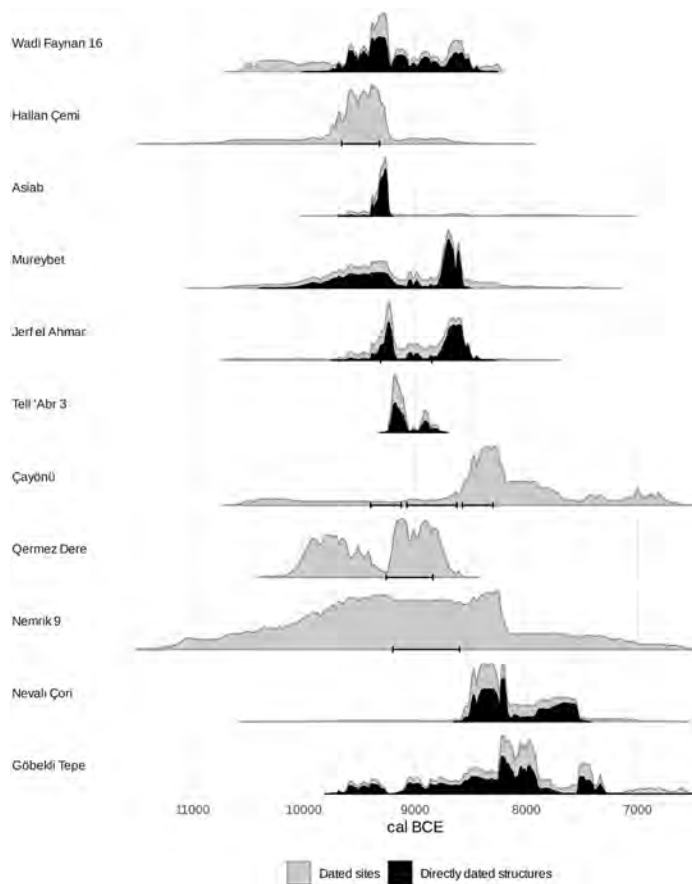 Wadi Faynan 16
Hallan Çemi
Asiab
Mureybet
Jerf el Ahmar
Tell 'Abr 3
Çayönü
Qermez Dere
Nemrik 9
Nevalı Çori
Göbekli Tepe
11000 10000 9000 8000 7000
cal BCE
Dated sites Directly dated structures